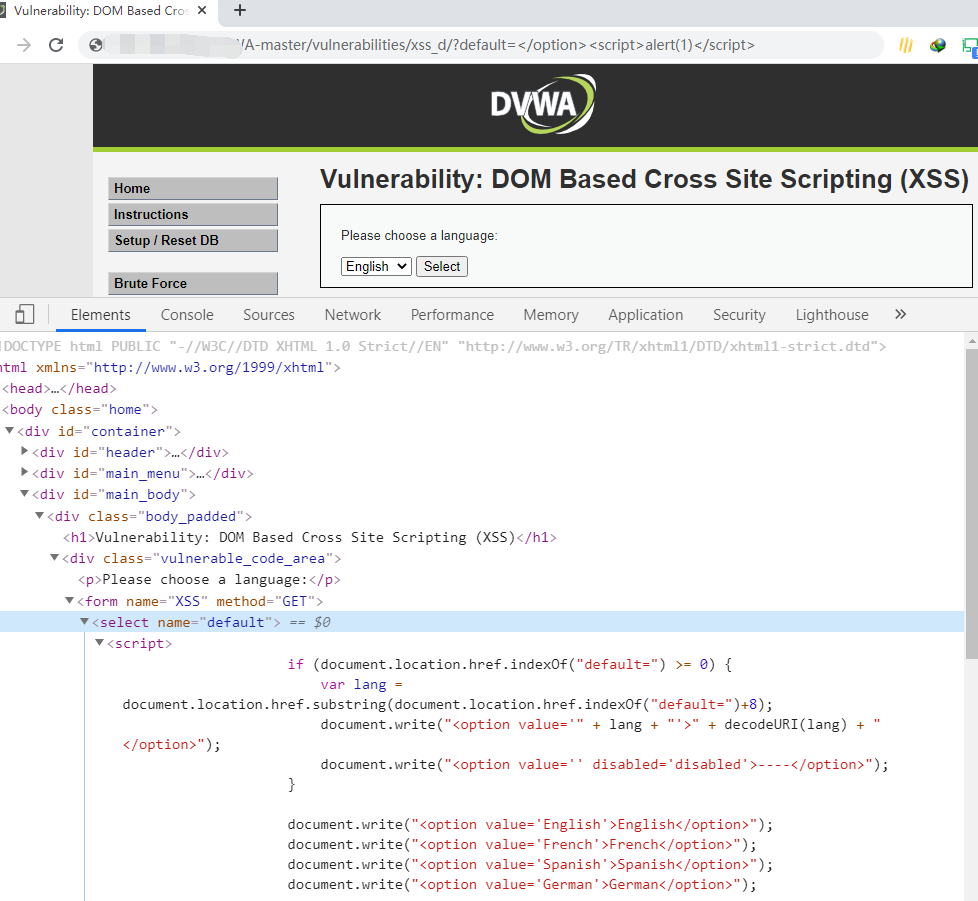 Vulnerability: DOM Based Cros
WA-master/vulnerabilities/xss_d/?default=</option><script>alert(1)</script>
DVWA
Home
Instructions
Setup / Reset DB
Brute Force
Vulnerability: DOM Based Cross Site Scripting (XSS)
Please choose a language:
English Select
Elements Console Sources Network Performance Memory Application Security Lighthouse »
!DOCTYPE html PUBLIC "-//W3C//DTD XHTML 1.0 Strict//EN" "http://www.w3.org/TR/xhtml1/DTD/xhtml1-strict.dtd">
html xmlns="http://www.w3.org/1999/xhtml">
<head>…</head>
<body class="home">
<div id="container">
<div id="header">…</div>
<div id="main_menu">…</div>
<div id="main_body">
<div class="body_padded">
<h1>Vulnerability: DOM Based Cross Site Scripting (XSS)</h1>
<div class="vulnerable_code_area">
<p>Please choose a language:</p>
<form name="XSS" method="GET">
<select name="default"> == $0
<script>
if (document.location.href.indexOf("default=") >= 0) {
var lang =
document.location.href.substring(document.location.href.indexOf("default=")+8);
document.write("<option value='" + lang + "'>" + decodeURI(lang) + "
</option>");
document.write("<option value='' disabled='disabled'>----</option>");
}
document.write("<option value='English'>English</option>");
document.write("<option value='French'>French</option>");
document.write("<option value='Spanish'>Spanish</option>");
document.write("<option value='German'>German</option>");